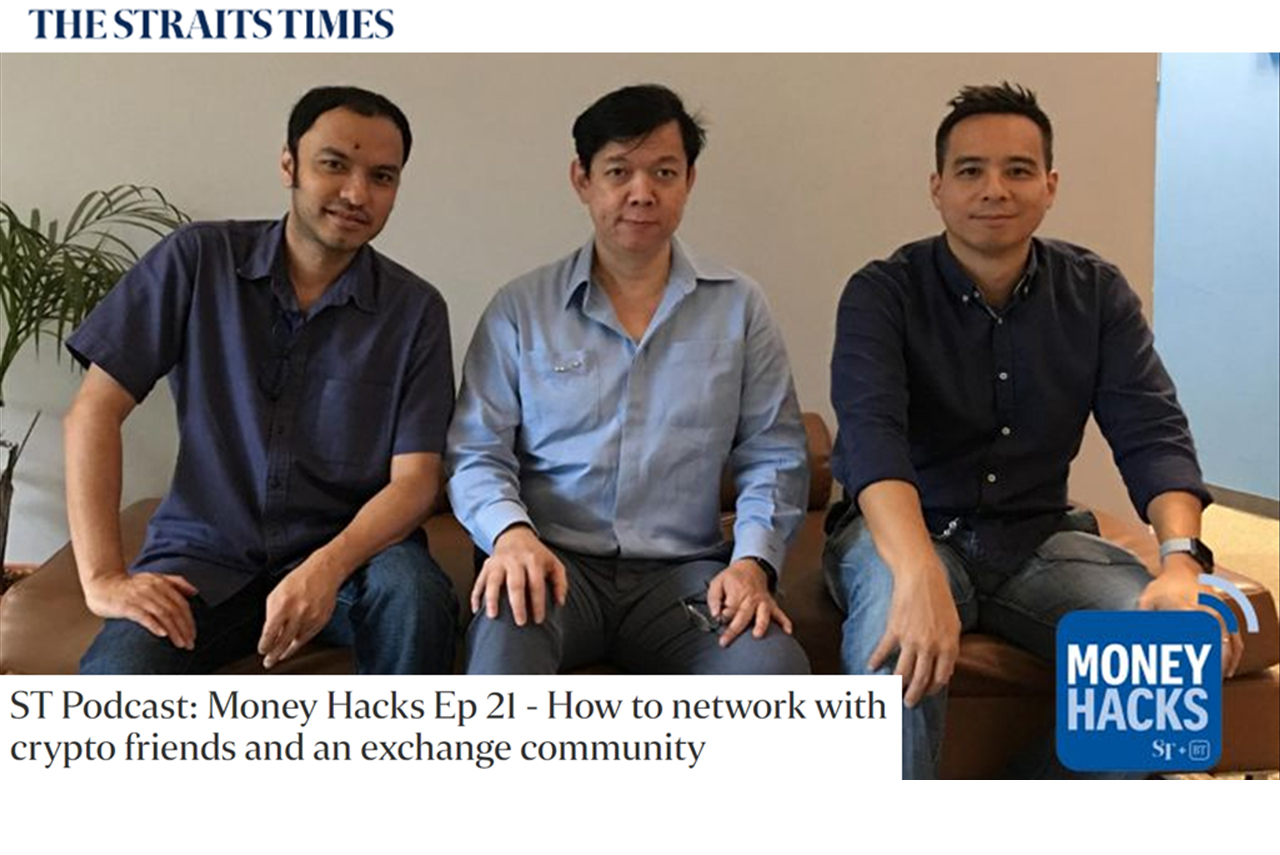 THE STRAITS TIMES
ST Podcast: Money Hacks Ep 21 - How to network with
crypto friends and an exchange community
MONEY
HACKS
ST + BT